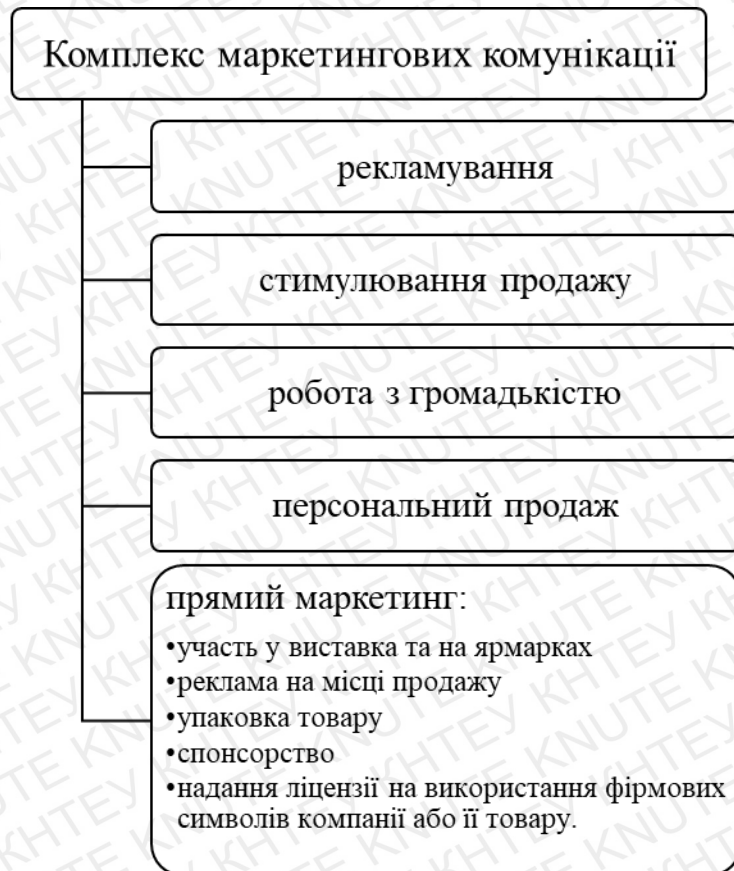 Комплекс маркетингових комунікації
рекламування
стимулювання продажу
робота з громадькістю
персональний продаж
прямий маркетинг:
•участь у виставка та на ярмарках
•реклама на місці продажу
•упаковка товару
•спонсорство
•надання ліцензії на використання фірмових
символів компанії або її товару.